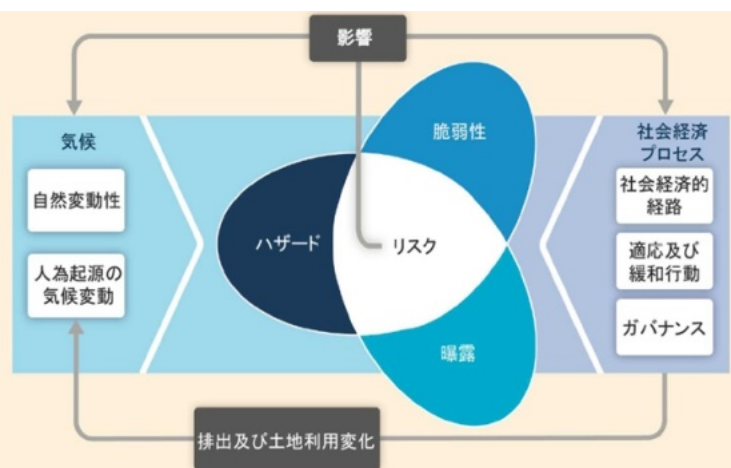 影響
気候
自然変動性
人為起源の
気候変動
ハザード
脆弱性
リスク
曝露
社会経済
プロセス
社会経済的
経路
適応及び
緩和行動
ガバナンス
排出及び土地利用変化